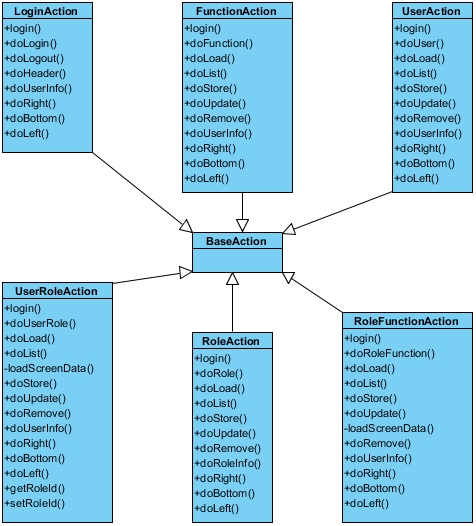 LoginAction
+login()
+doLogin()
+doLogout()
+doHeader()
+doUserInfo()
+doRight()
+doBottom()
+doLeft()
FunctionAction
+login()
+doFunction()
+doLoad()
+doList()
+doStore()
+doUpdate()
+doRemove()
+doUserInfo()
+doRight()
+doBottom()
+doLeft()
UserAction
+login()
+doUser()
+doLoad()
+doList()
+doStore()
+doUpdate()
+doRemove()
+doUserInfo()
+doRight()
+doBottom()
+doLeft()
BaseAction
UserRoleAction
+login()
+doUserRole()
+doLoad()
+doList()
-loadScreenData()
+doStore()
+doUpdate()
+doRemove()
+doUserInfo()
+doRight()
+doBottom()
+doLeft()
+getRoleId()
+setRoleId()
RoleAction
+login()
+doRole()
+doLoad()
+doList()
+doStore()
+doUpdate()
+doRemove()
+doRoleInfo()
+doRight()
+doBottom()
+doLeft()
RoleFunctionAction
+login()
+doRoleFunction()
+doLoad()
+doList()
+doStore()
+doUpdate()
-loadScreenData()
+doRemove()
+doUserInfo()
+doRight()
+doBottom()
+doLeft()